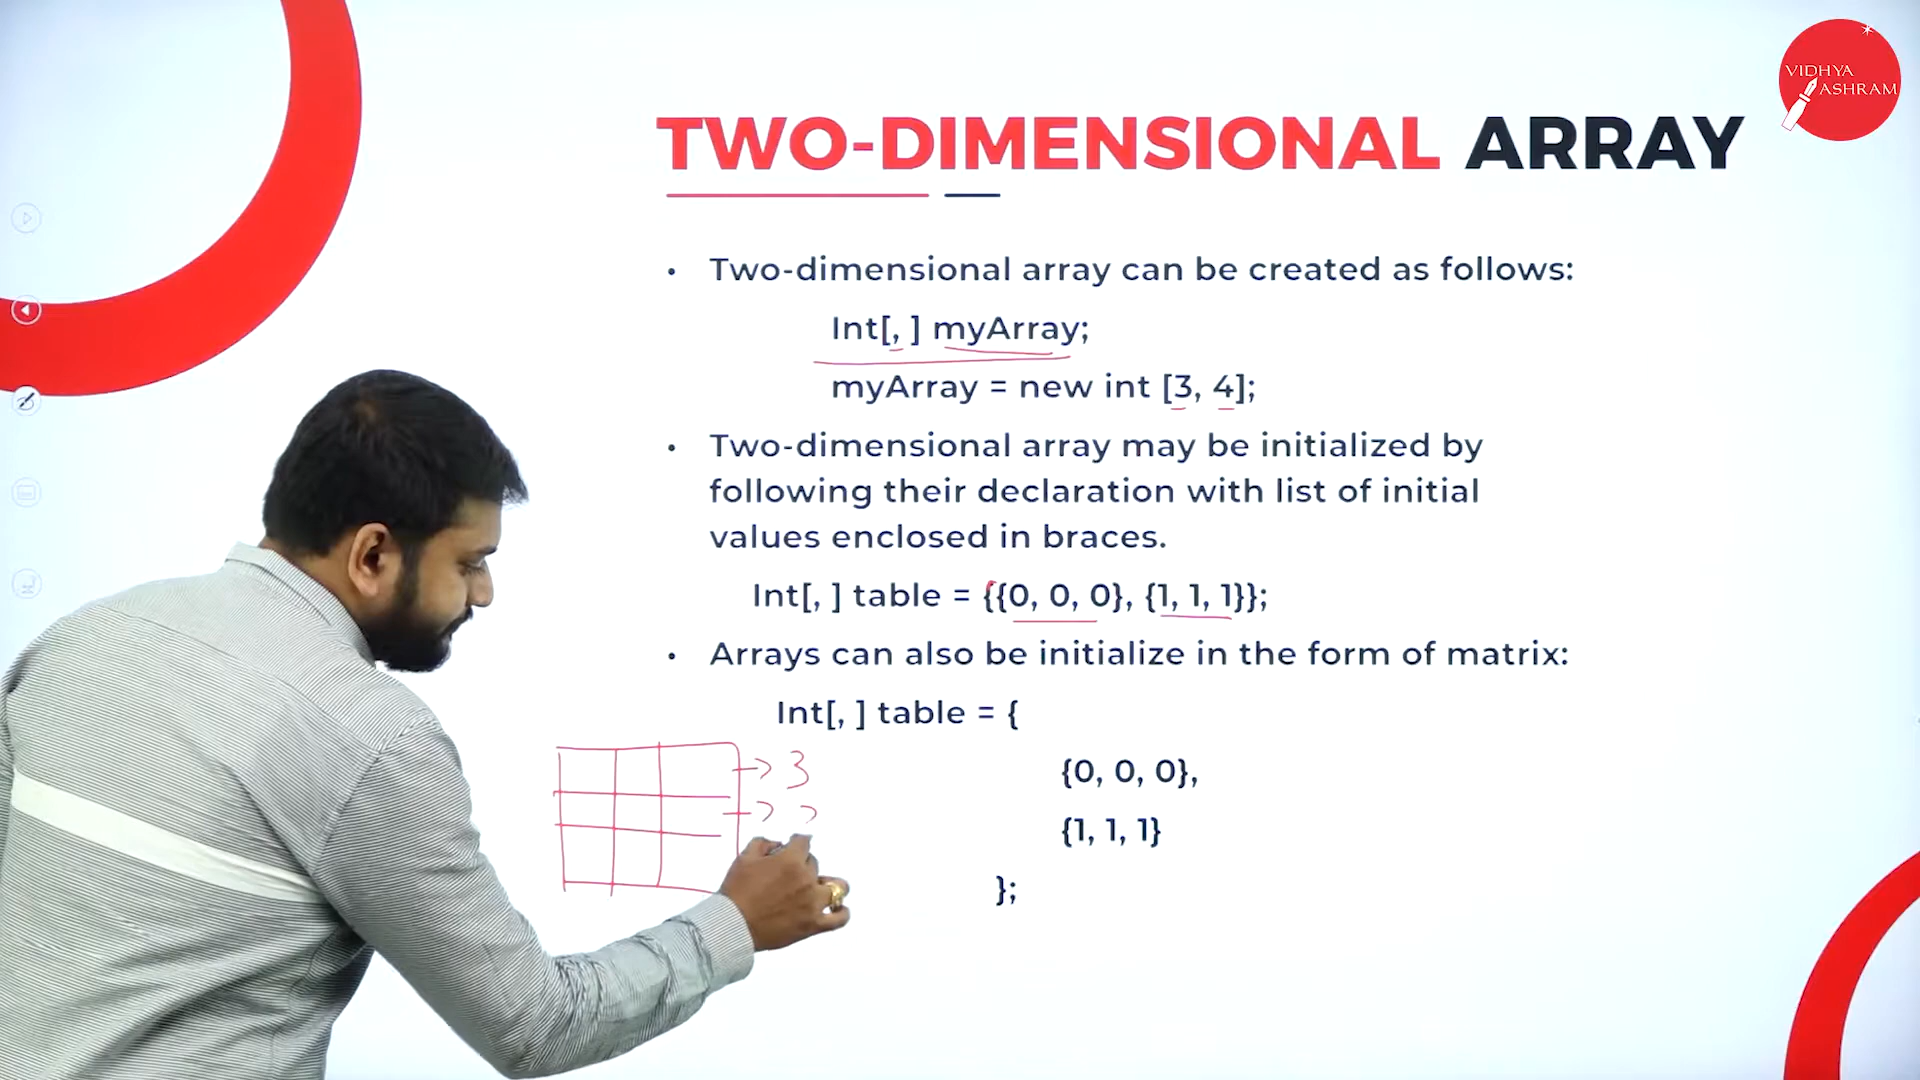 VIDHYA
ASHRAM
TWO-DIMENSIONAL ARRAY
• Two-dimensional array can be created as follows:
Int[, ] myArray;
myArray = new int [3, 4];
• Two-dimensional array may be initialized by
following their declaration with list of initial
values enclosed in braces.
Int[, ] table = {{0, 0, 0}, {1, 1, 1}};
• Arrays can also be initialize in the form of matrix:
Int[, ] table = {
→ 3
{0, 0, 0},
{1, 1, 1}
};